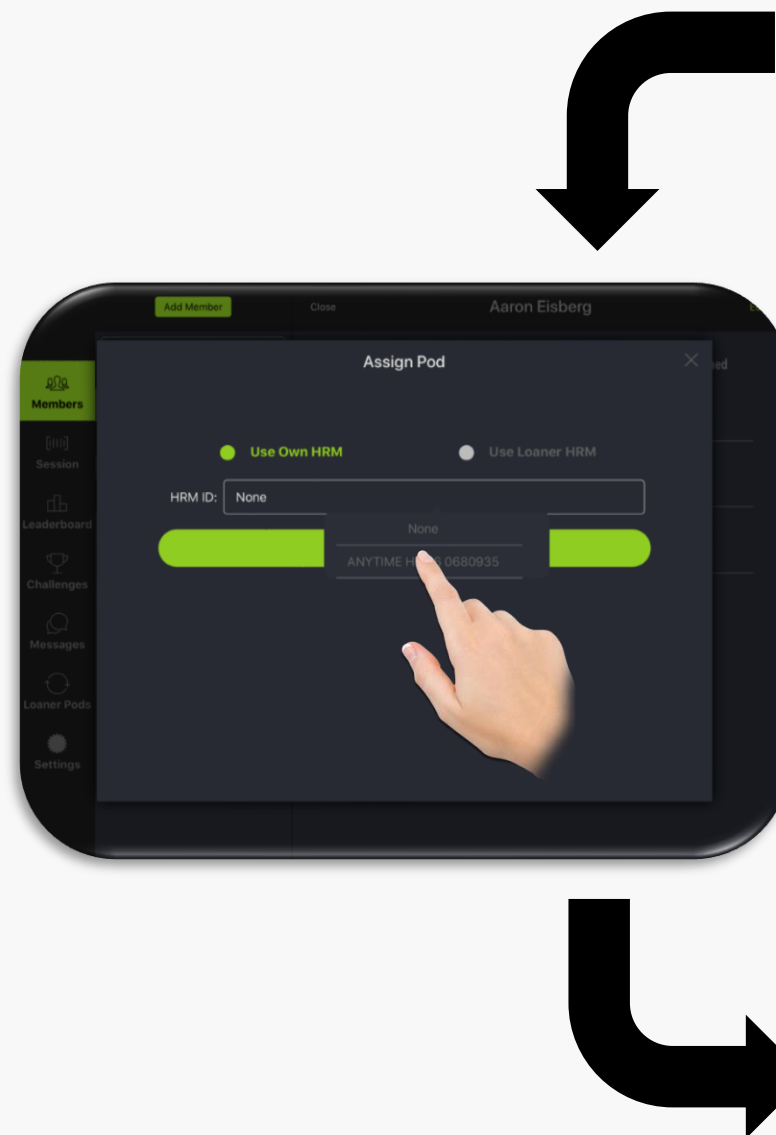 Add Member
Close
Aaron Eisberg
Assign Pod
Members
Use Own HRM
Use Loaner HRM
Session
HRM ID: None
Leaderboard
None
ANYTIME 0680935
Challenges
Messages
Loaner Pods
Settings